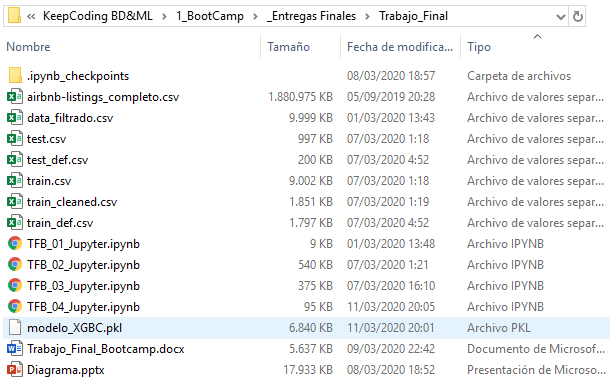 « KeepCoding BD&ML > 1_BootCamp > _Entregas Finales > Trabajo_Final
Nombre Tamaño Fecha de modifica... Tipo
.ipynb_checkpoints 08/03/2020 18:57 Carpeta de archivos
airbnb-listings_completo.csv 1.880.975 KB 05/09/2019 20:28 Archivo de valores separ...
data_filtrado.csv 9.999 KB 01/03/2020 13:43 Archivo de valores separ...
test.csv 997 KB 07/03/2020 1:18 Archivo de valores separ...
test_def.csv 200 KB 07/03/2020 4:52 Archivo de valores separ...
train.csv 9.002 KB 07/03/2020 1:18 Archivo de valores separ...
train_cleaned.csv 1.851 KB 07/03/2020 1:19 Archivo de valores separ...
train_def.csv 1.797 KB 07/03/2020 4:52 Archivo de valores separ...
TFB_01_Jupyter.ipynb 9 KB 01/03/2020 13:48 Archivo IPYNB
TFB_02_Jupyter.ipynb 540 KB 07/03/2020 1:21 Archivo IPYNB
TFB_03_Jupyter.ipynb 375 KB 07/03/2020 16:10 Archivo IPYNB
TFB_04_Jupyter.ipynb 95 KB 11/03/2020 20:05 Archivo IPYNB
modelo_XGBC.pkl 6.840 KB 11/03/2020 20:01 Archivo PKL
Trabajo_Final_Bootcamp.docx 5.637 KB 09/03/2020 22:42 Documento de Microsof...
Diagrama.pptx 17.933 KB 08/03/2020 18:52 Presentación de Micros...